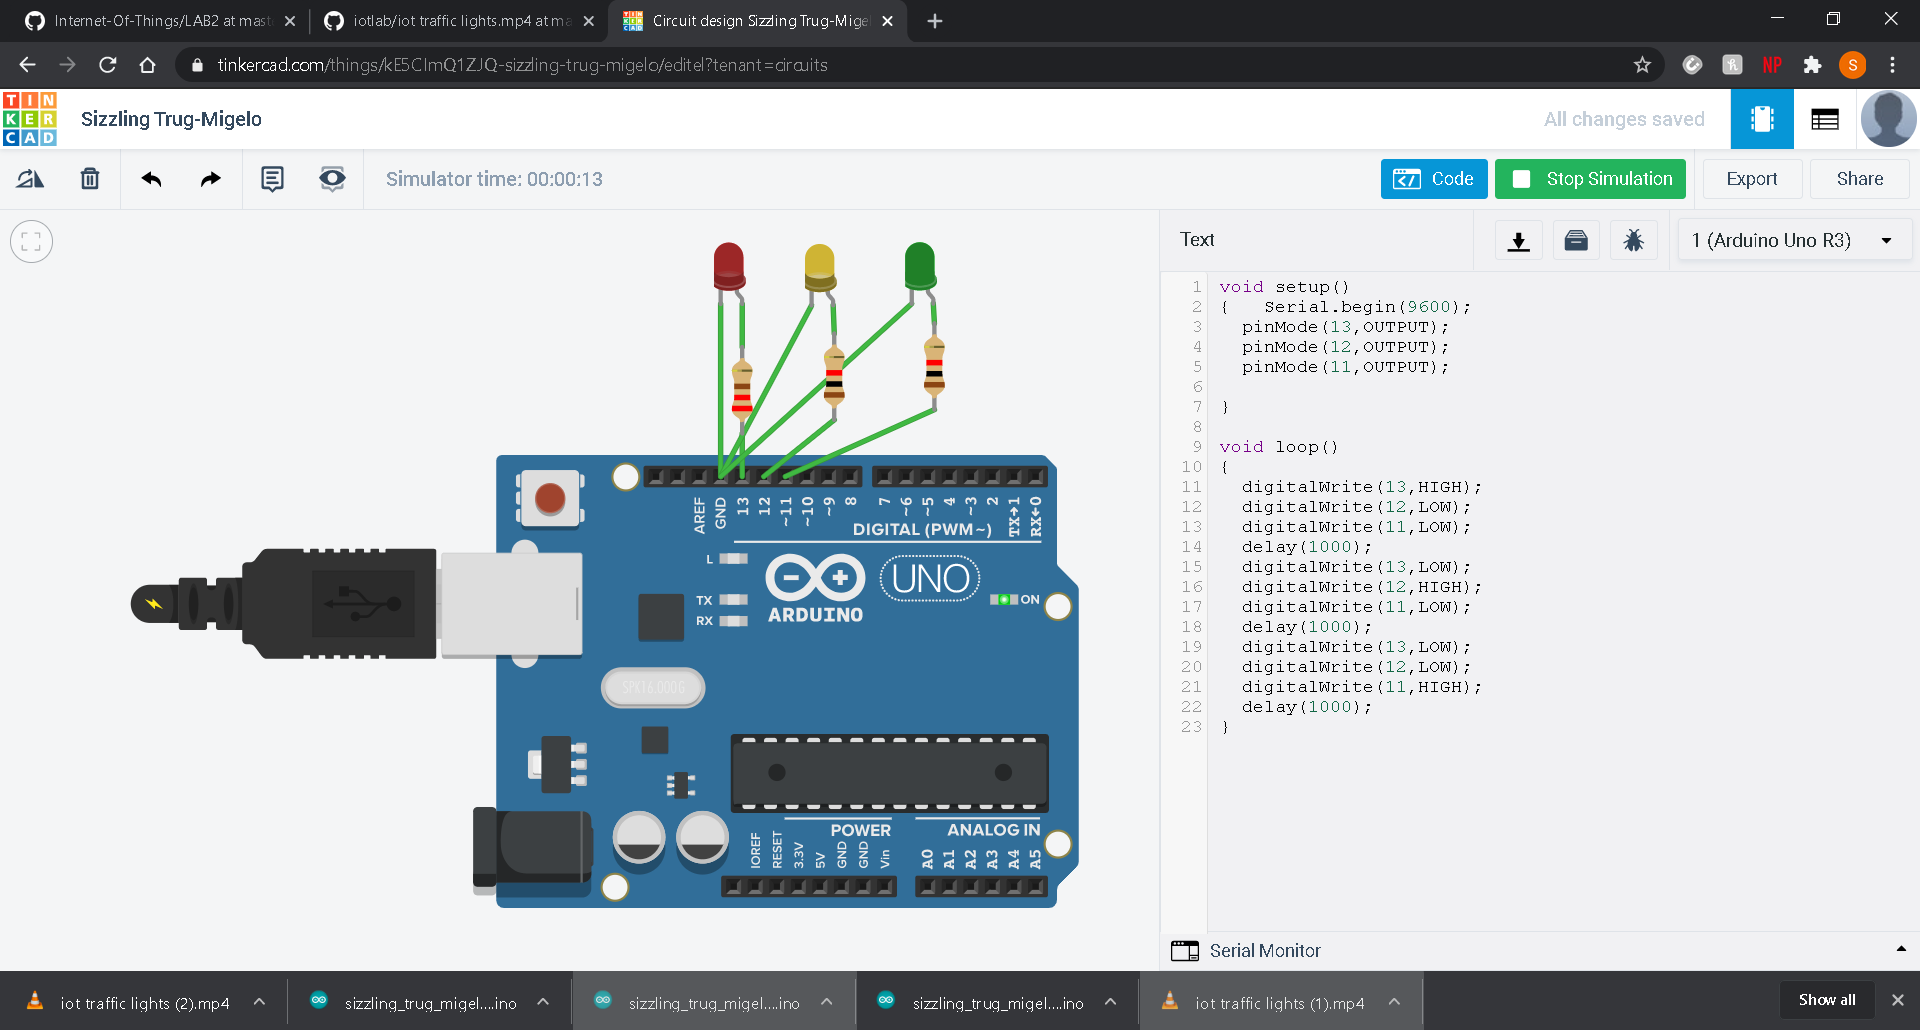 Internet-Of-Things/LAB2 at mast
iotlab/iot traffic lights.mp4 at ma
Circuit design Sizzling Trug-Mige
tinkercad.com/things/kE5CImQ1ZJQ-sizzling-trug-migelo/editel?tenant=circuits
NP
S
TIN
KER
CAD
Sizzling Trug-Migelo
All changes saved
Simulator time: 00:00:13
Code
Stop Simulation
Export
Share
Text
1 (Arduino Uno R3)
1 void setup()
2 {   Serial.begin(9600);
3   pinMode(13,OUTPUT);
4   pinMode(12,OUTPUT);
5   pinMode(11,OUTPUT);
6
7 }
8
9 void loop()
10 {
11   digitalWrite(13,HIGH);
12   digitalWrite(12,LOW);
13   digitalWrite(11,LOW);
14   delay(1000);
15   digitalWrite(13,LOW);
16   digitalWrite(12,HIGH);
17   digitalWrite(11,LOW);
18   delay(1000);
19   digitalWrite(13,LOW);
20   digitalWrite(12,LOW);
21   digitalWrite(11,HIGH);
22   delay(1000);
23 }
AREF
GND
13
12
~11
~10
~9
8
7
~6
~5
4
~3
2
TX→1
RX←0
DIGITAL (PWM~)
L
TX
RX
ARDUINO
UNO
ON
SPK16.000G
POWER
ANALOG IN
IOREF
RESET
3.3V
5V
GND
GND
Vin
A0
A1
A2
A3
A4
A5
Serial Monitor
iot traffic lights (2).mp4
sizzling_trug_migel....ino
sizzling_trug_migel....ino
sizzling_trug_migel....ino
iot traffic lights (1).mp4
Show all